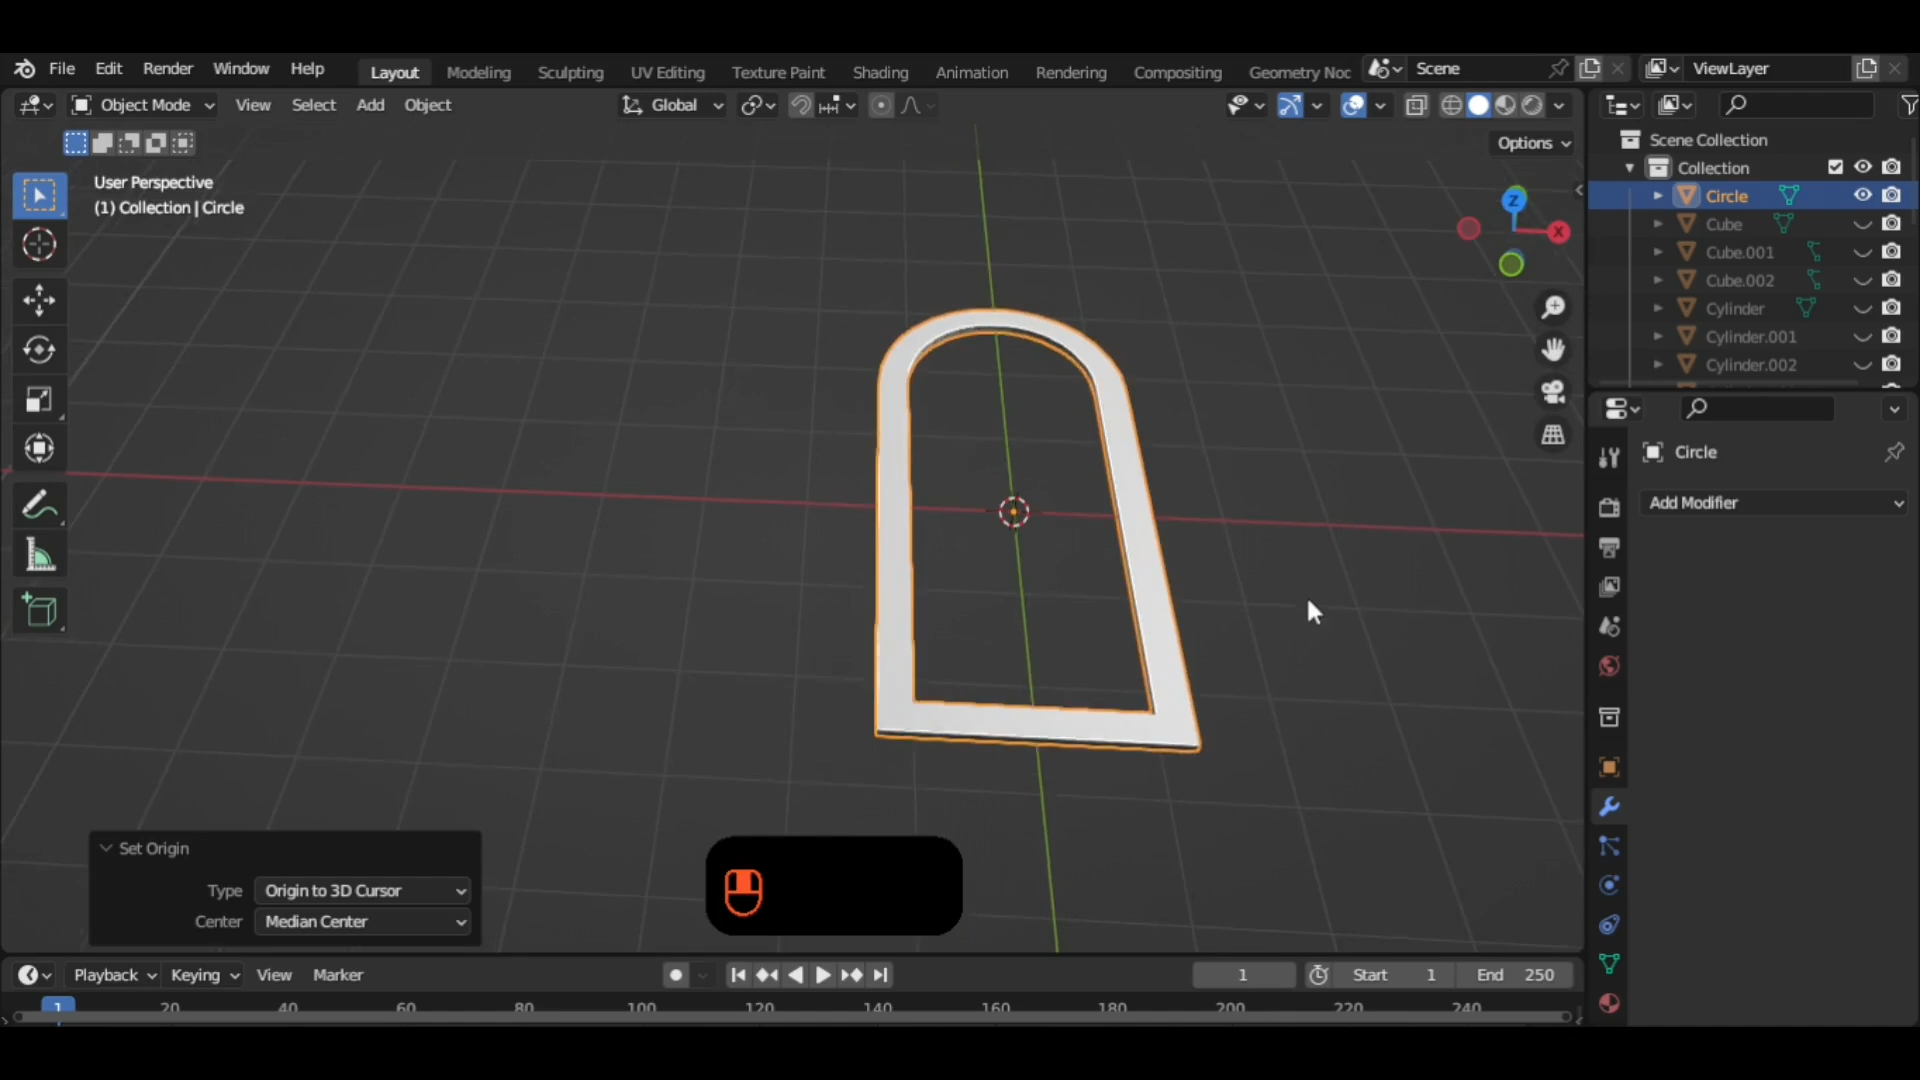 File Edit Render Window Help Layout Modeling Sculpting UV Editing Texture Paint Shading Animation Rendering Compositing Geometry Noc Scene ViewLayer
Object Mode View Select Add Object Global
Options
User Perspective
(1) Collection | Circle
Z
X
Scene Collection
Collection
Circle
Cube
Cube.001
Cube.002
Cylinder
Cylinder.001
Cylinder.002
Circle
Add Modifier
Set Origin
Type Origin to 3D Cursor
Center Median Center
Playback Keying View Marker 1 Start 1 End 250
1 20 40 60 80 100 120 140 160 180 200 220 240